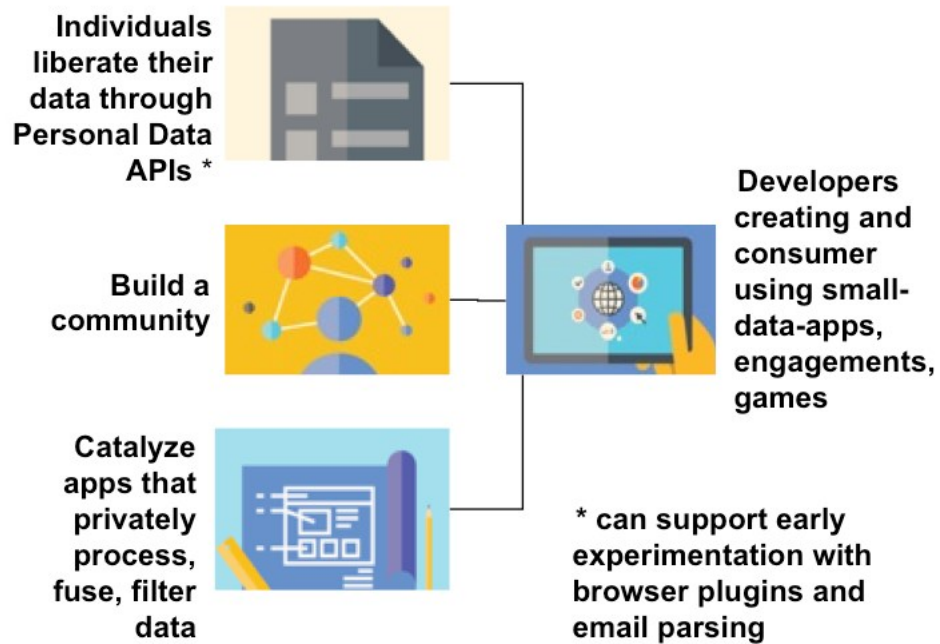 Individuals
liberate their
data through
Personal Data
APIs *
Build a
community
Catalyze
apps that
privately
process,
fuse, filter
data
Developers
creating and
consumer
using small-
data-apps,
engagements,
games
* can support early
experimentation with
browser plugins and
email parsing